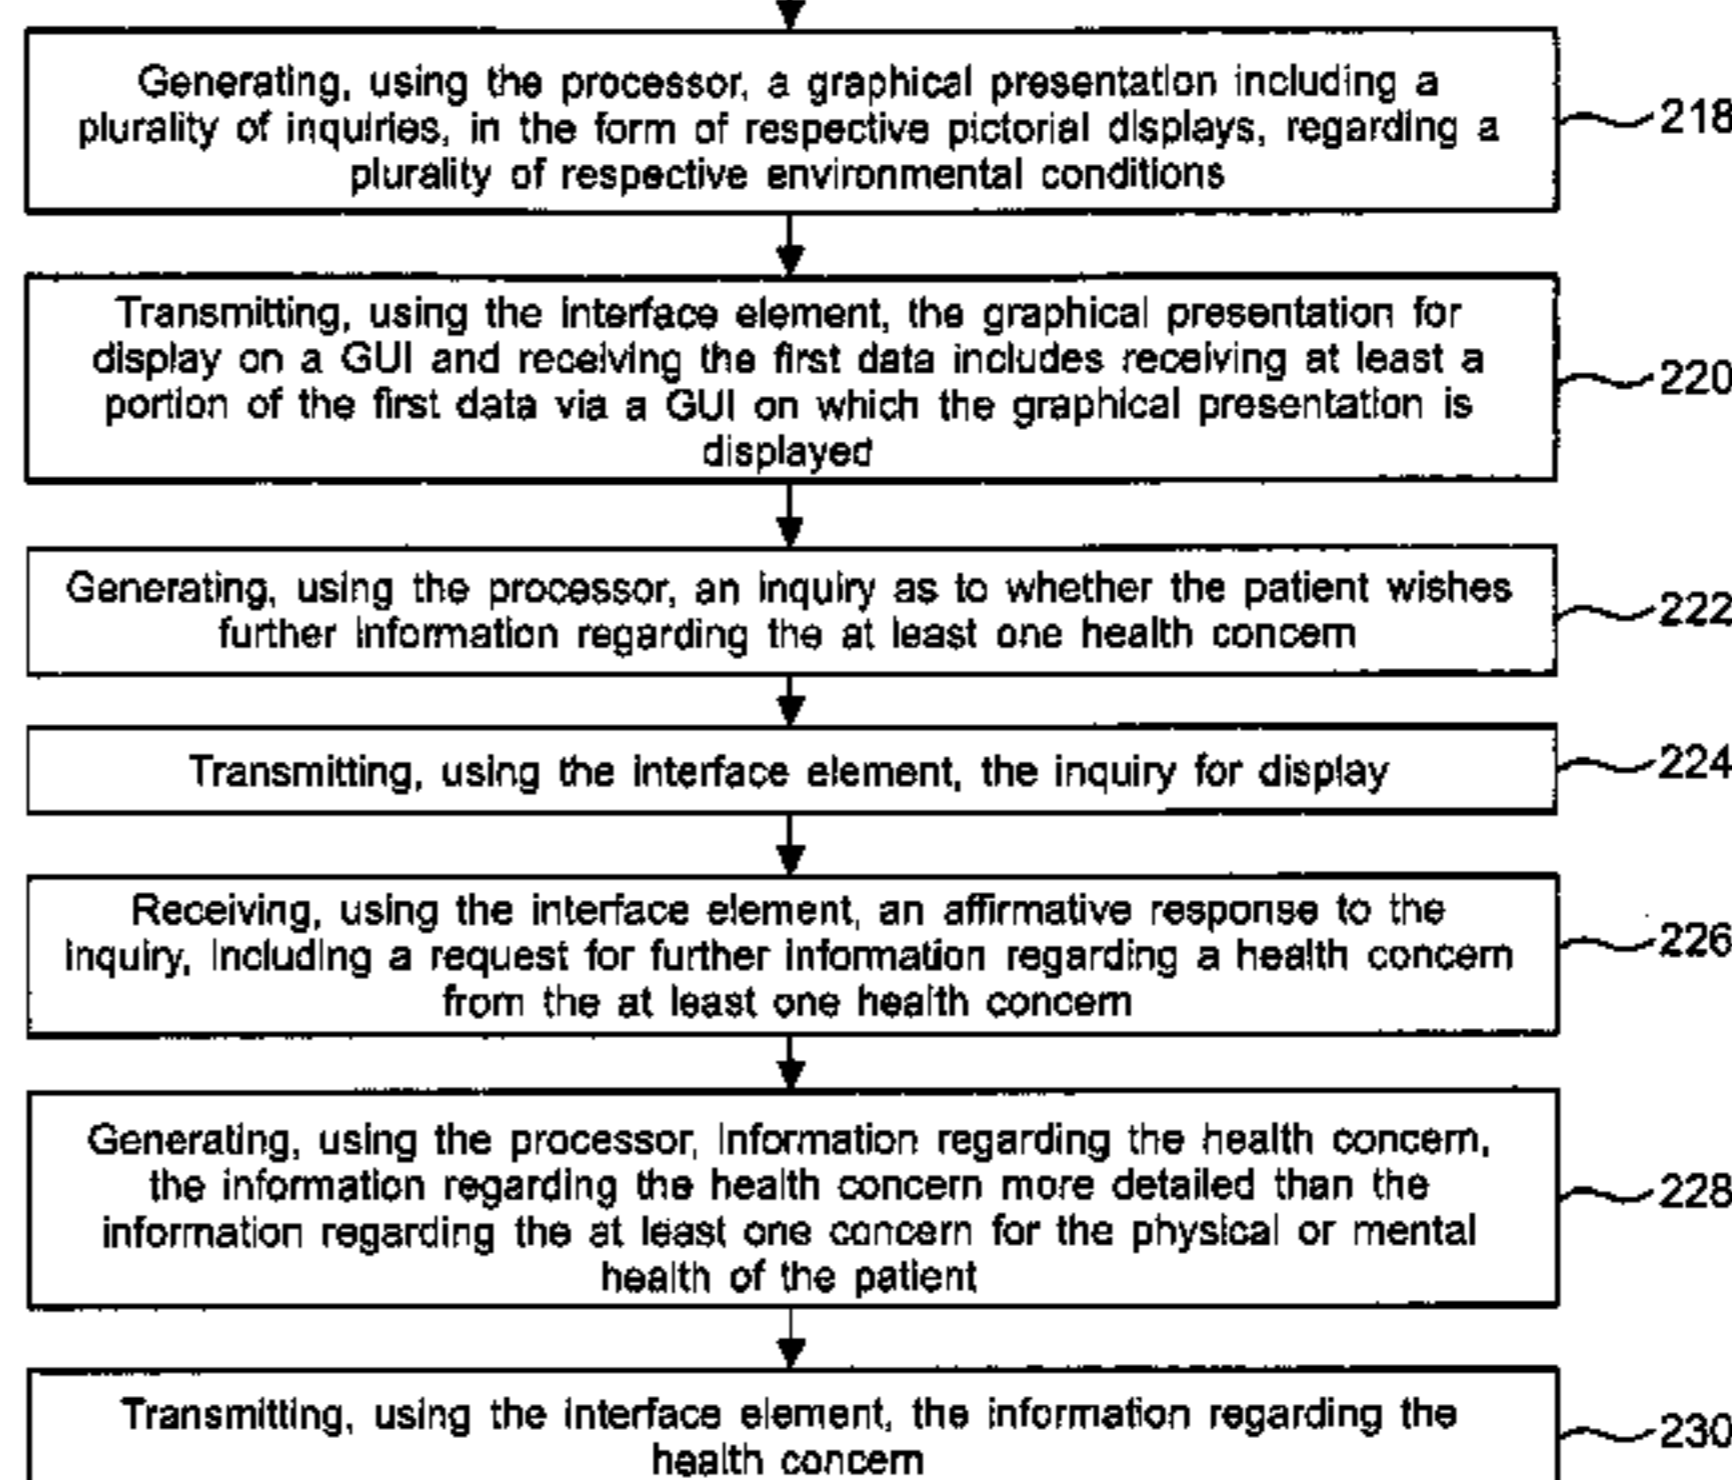 Generating, using the processor, a graphical presentation including a
plurality of inquiries, in the form of respective pictorial displays, regarding a
plurality of respective environmental conditions
218
Transmitting, using the interface element, the graphical presentation for
display on a GUI and receiving the first data includes receiving at least a
portion of the first data via a GUI on which the graphical presentation is
displayed
220
Generating, using the processor, an inquiry as to whether the patient wishes
further information regarding the at least one health concern
222
Transmitting, using the interface element, the inquiry for display
224
Receiving, using the interface element, an affirmative response to the
inquiry, including a request for further information regarding a health concern
from the at least one health concern
226
Generating, using the processor, information regarding the health concern,
the information regarding the health concern more detailed than the
information regarding the at least one concern for the physical or mental
health of the patient
228
Transmitting, using the interface element, the information regarding the
health concern
230